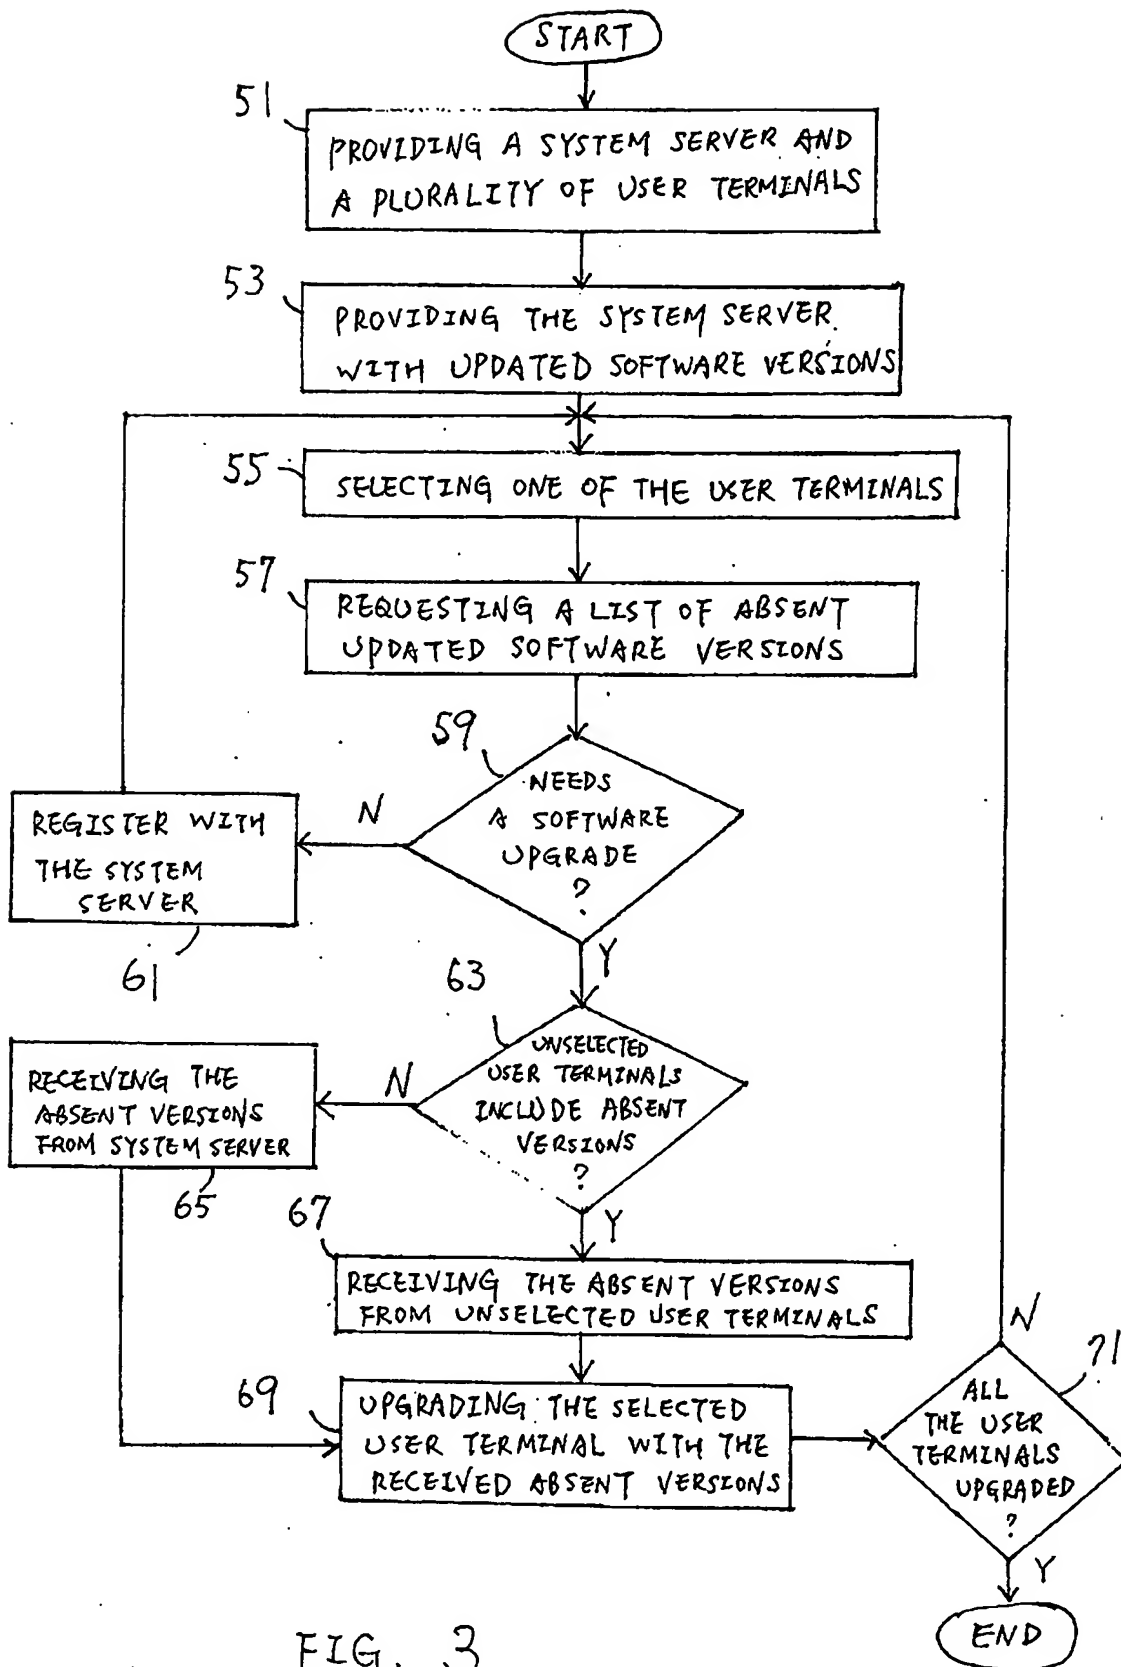 START
51
PROVIDING A SYSTEM SERVER AND
A PLURALITY OF USER TERMINALS
53
PROVIDING THE SYSTEM SERVER.
WITH UPDATED SOFTWARE VERSIONS
55
SELECTING ONE OF THE USER TERMINALS
57
REQUESTING A LIST OF ABSENT
UPDATED SOFTWARE VERSIONS
59
NEEDS
A SOFTWARE
UPGRADE
?
N
REGISTER WITH
THE SYSTEM
SERVER
61
Y
63
UNSELECTED
USER TERMINALS
INCLUDE ABSENT
VERSIONS
?
N
RECEIVING THE
ABSENT VERSIONS
FROM SYSTEM SERVER
65
Y
67
RECEIVING THE ABSENT VERSIONS
FROM UNSELECTED USER TERMINALS
69
UPGRADING THE SELECTED
USER TERMINAL WITH THE
RECEIVED ABSENT VERSIONS
N
71
ALL
THE USER
TERMINALS
UPGRADED
?
Y
END
FIG. 3